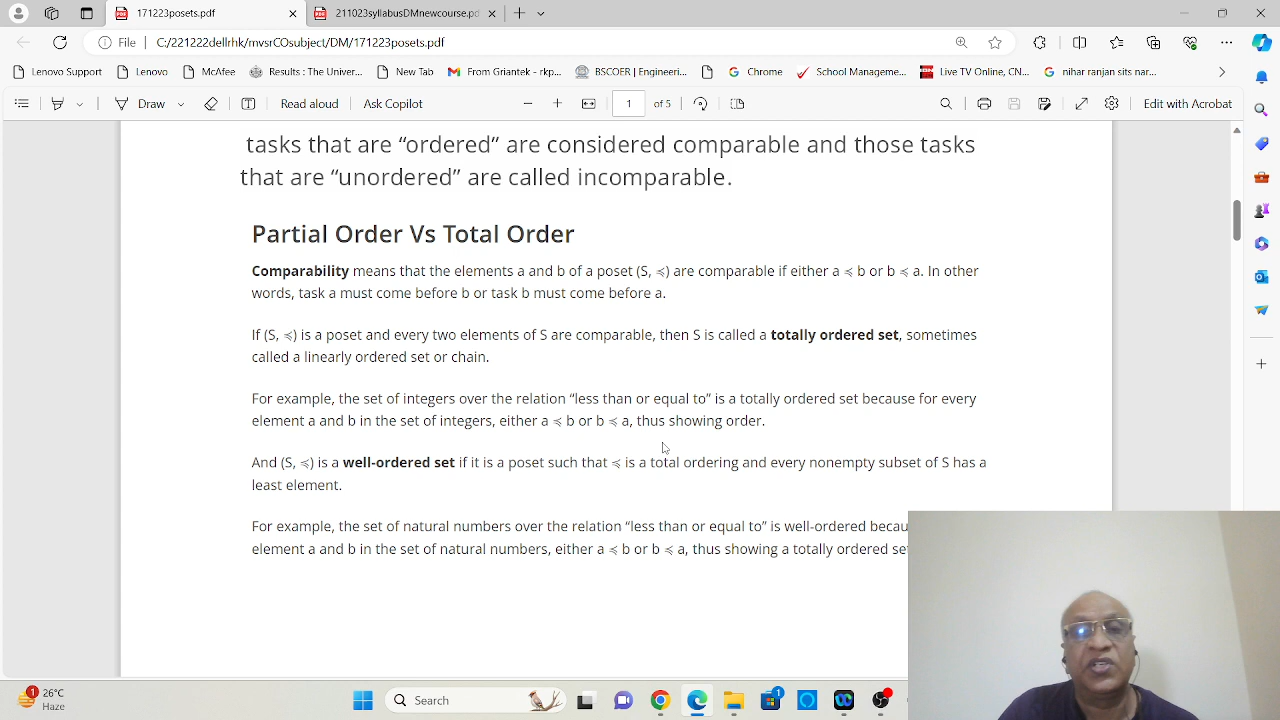 171223posets.pdf
211023syllabusDMnewcourse.pd
File
C:/221222dellrhk/mvsrCOsubject/DM/171223posets.pdf
Lenovo Support
Lenovo
McAfee
Results : The Univer...
New Tab
From Griantek - rkp...
BSCOER | Engineeri...
Chrome
School Manageme...
Live TV Online, CN...
nihar ranjan sits nar...
Draw
Read aloud
Ask Copilot
1 of 5
Edit with Acrobat
tasks that are “ordered” are considered comparable and those tasks
that are “unordered” are called incomparable.
Partial Order Vs Total Order
Comparability means that the elements a and b of a poset (S, ≼) are comparable if either a ≼ b or b ≼ a. In other
words, task a must come before b or task b must come before a.
If (S, ≼) is a poset and every two elements of S are comparable, then S is called a totally ordered set, sometimes
called a linearly ordered set or chain.
For example, the set of integers over the relation “less than or equal to” is a totally ordered set because for every
element a and b in the set of integers, either a ≼ b or b ≼ a, thus showing order.
And (S, ≼) is a well-ordered set if it is a poset such that ≼ is a total ordering and every nonempty subset of S has a
least element.
For example, the set of natural numbers over the relation “less than or equal to” is well-ordered becau
element a and b in the set of natural numbers, either a ≼ b or b ≼ a, thus showing a totally ordered set
1
26°C
Haze
Search
1